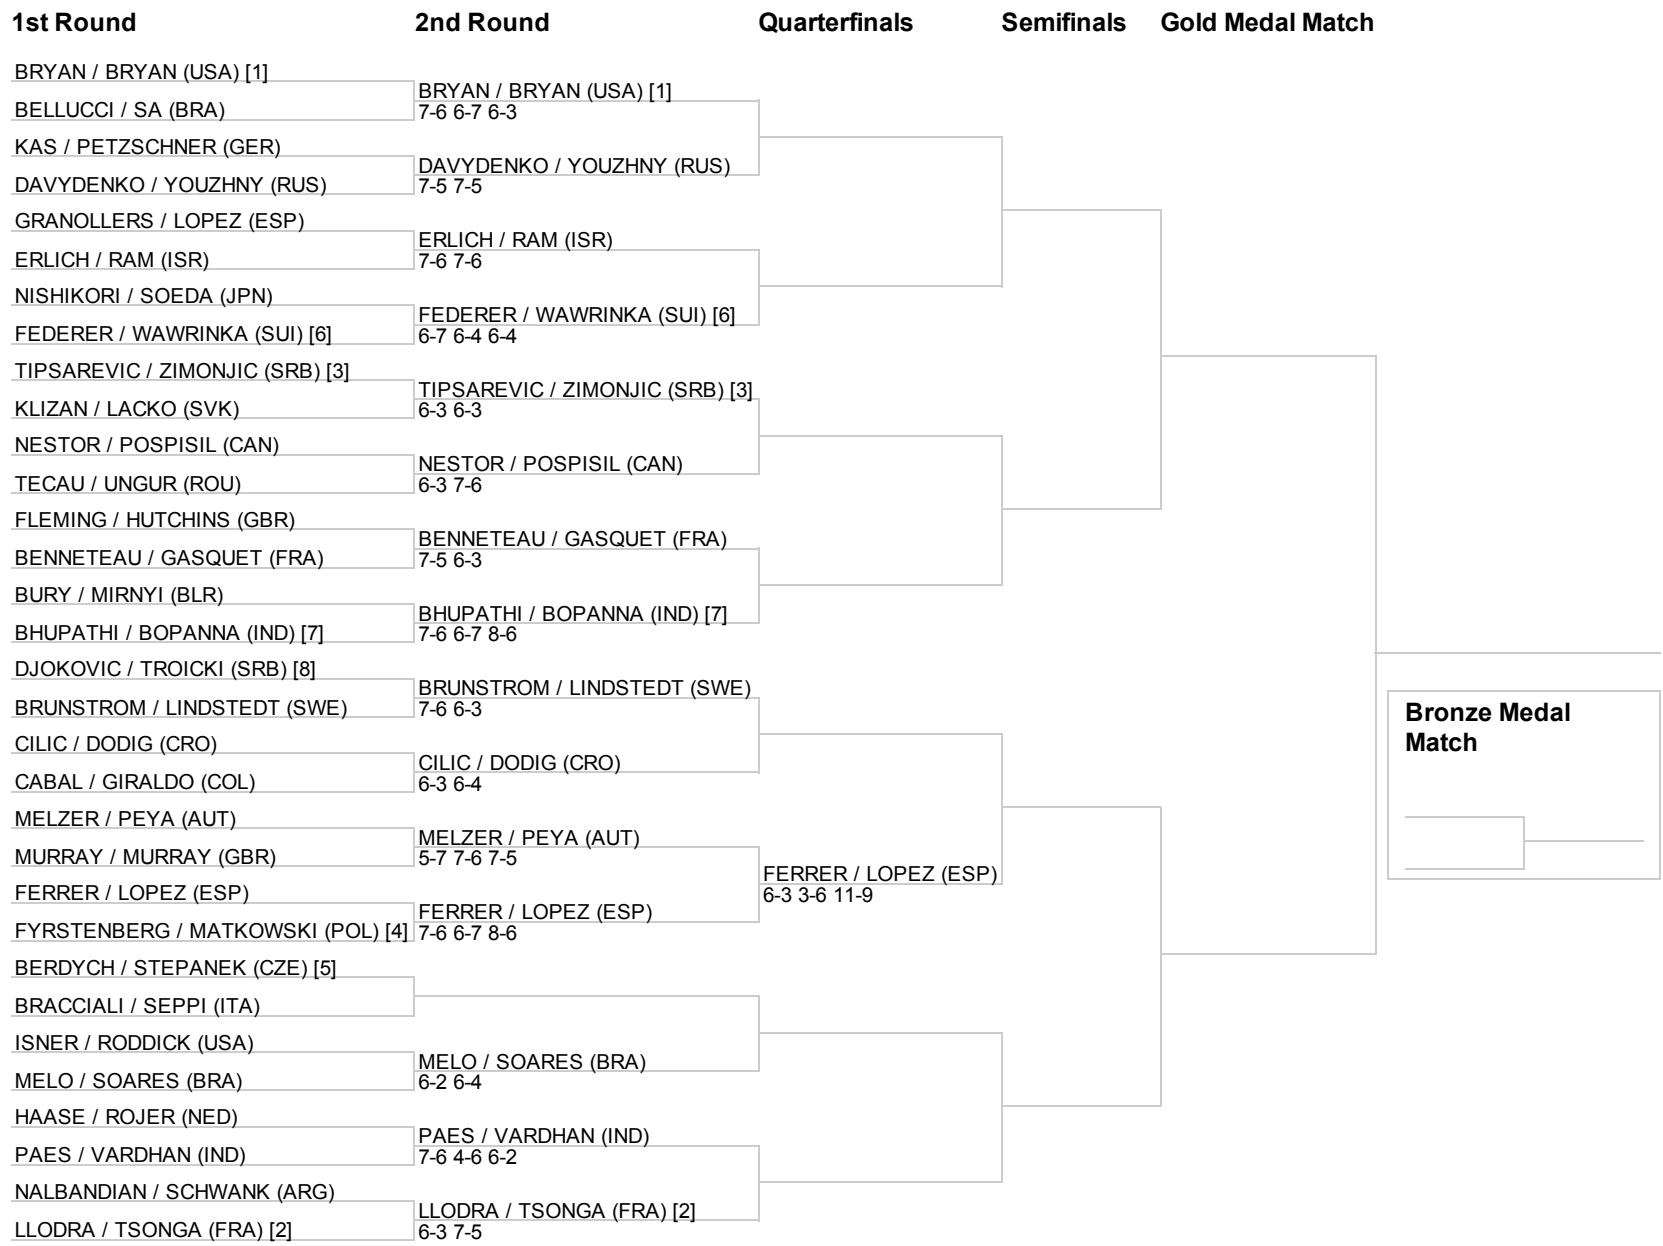 1st Round
2nd Round
Quarterfinals
Semifinals
Gold Medal Match
BRYAN / BRYAN (USA) [1]
BELLUCCI / SA (BRA)
KAS / PETZSCHNER (GER)
DAVYDENKO / YOUZHNY (RUS)
GRANOLLERS / LOPEZ (ESP)
ERLICH / RAM (ISR)
NISHIKORI / SOEDA (JPN)
FEDERER / WAWRINKA (SUI) [6]
TIPSAREVIC / ZIMONJIC (SRB) [3]
KLIZAN / LACKO (SVK)
NESTOR / POSPISIL (CAN)
TECAU / UNGUR (ROU)
FLEMING / HUTCHINS (GBR)
BENNETEAU / GASQUET (FRA)
BURY / MIRNYI (BLR)
BHUPATHI / BOPANNA (IND) [7]
DJOKOVIC / TROICKI (SRB) [8]
BRUNSTROM / LINDSTEDT (SWE)
CILIC / DODIG (CRO)
CABAL / GIRALDO (COL)
MELZER / PEYA (AUT)
MURRAY / MURRAY (GBR)
FERRER / LOPEZ (ESP)
FYRSTENBERG / MATKOWSKI (POL) [4]
BERDYCH / STEPANEK (CZE) [5]
BRACCIALI / SEPPI (ITA)
ISNER / RODDICK (USA)
MELO / SOARES (BRA)
HAASE / ROJER (NED)
PAES / VARDHAN (IND)
NALBANDIAN / SCHWANK (ARG)
LLODRA / TSONGA (FRA) [2]
BRYAN / BRYAN (USA) [1]
7-6 6-7 6-3
DAVYDENKO / YOUZHNY (RUS)
7-5 7-5
ERLICH / RAM (ISR)
7-6 7-6
FEDERER / WAWRINKA (SUI) [6]
6-7 6-4 6-4
TIPSAREVIC / ZIMONJIC (SRB) [3]
6-3 6-3
NESTOR / POSPISIL (CAN)
6-3 7-6
BENNETEAU / GASQUET (FRA)
7-5 6-3
BHUPATHI / BOPANNA (IND) [7]
7-6 6-7 8-6
BRUNSTROM / LINDSTEDT (SWE)
7-6 6-3
CILIC / DODIG (CRO)
6-3 6-4
MELZER / PEYA (AUT)
5-7 7-6 7-5
FERRER / LOPEZ (ESP)
7-6 6-7 8-6
MELO / SOARES (BRA)
6-2 6-4
PAES / VARDHAN (IND)
7-6 4-6 6-2
LLODRA / TSONGA (FRA) [2]
6-3 7-5
FERRER / LOPEZ (ESP)
6-3 3-6 11-9
Bronze Medal
Match